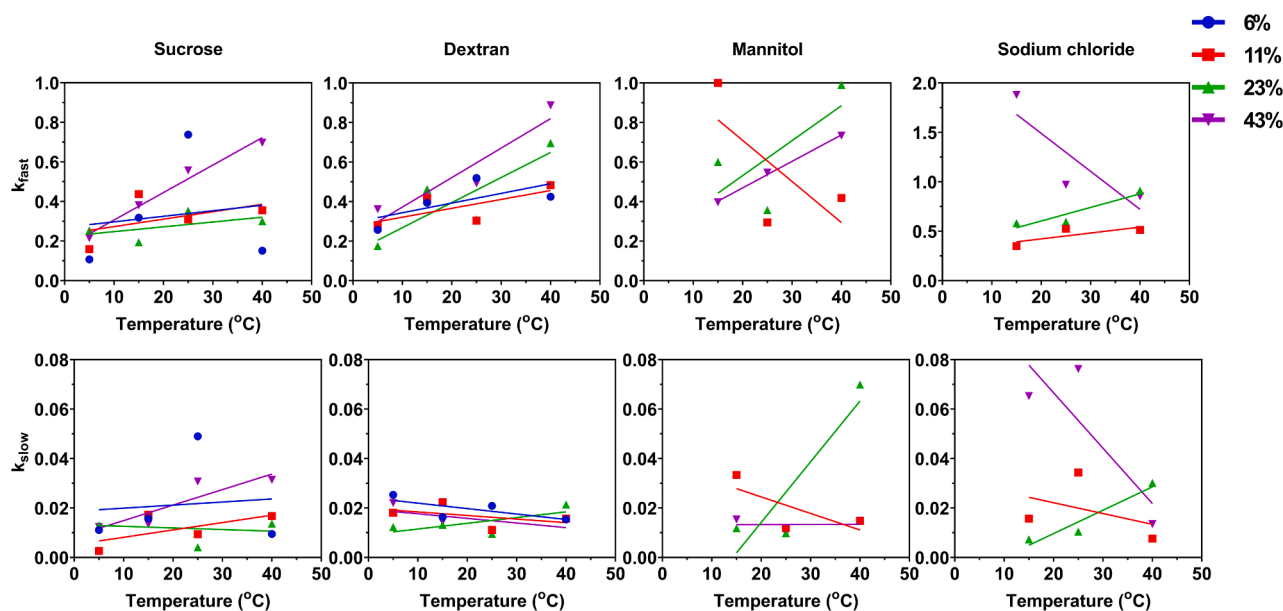 6%
Sucrose Dextran Mannitol Sodium chloride
11%
23%
43%
1.0 1.0 1.0 2.0
0.8 0.8 0.8
1.5
0.6 0.6 0.6
kfast
1.0
0.4 0.4 0.4
0.5
0.2 0.2 0.2
0.0 0.0 0.0 0.0
0 10 20 30 40 50 0 10 20 30 40 50 0 10 20 30 40 50 0 10 20 30 40 50
Temperature (oC) Temperature (oC) Temperature (oC) Temperature (oC)
0.08 0.08 0.08 0.08
0.06 0.06 0.06 0.06
kslow
0.04 0.04 0.04 0.04
0.02 0.02 0.02 0.02
0.00 0.00 0.00 0.00
0 10 20 30 40 50 0 10 20 30 40 50 0 10 20 30 40 50 0 10 20 30 40 50
Temperature (oC) Temperature (oC) Temperature (oC) Temperature (oC)